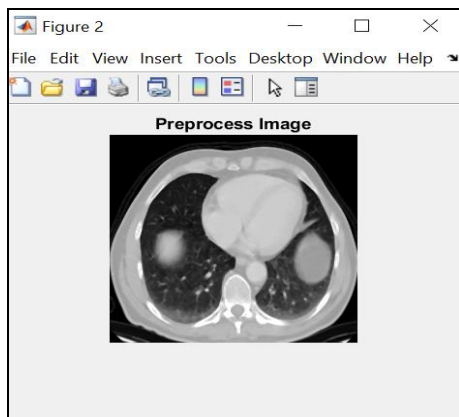 Figure 2
File Edit View Insert Tools Desktop Window Help
Preprocess Image